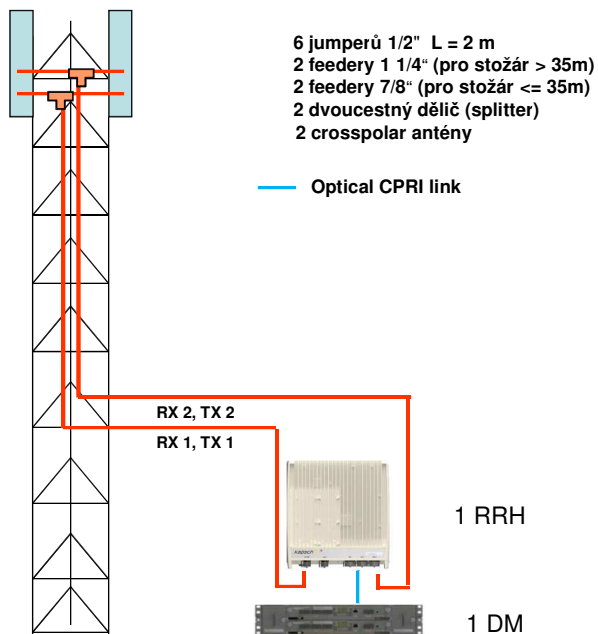 6 jumperů 1/2" L = 2 m
2 feedery 1 1/4“ (pro stožár > 35m)
2 feedery 7/8“ (pro stožár <= 35m)
2 dvoucestný dělič (splitter)
2 crosspolar antény
Optical CPRI link
RX 2, TX 2
RX 1, TX 1
1 RRH
1 DM